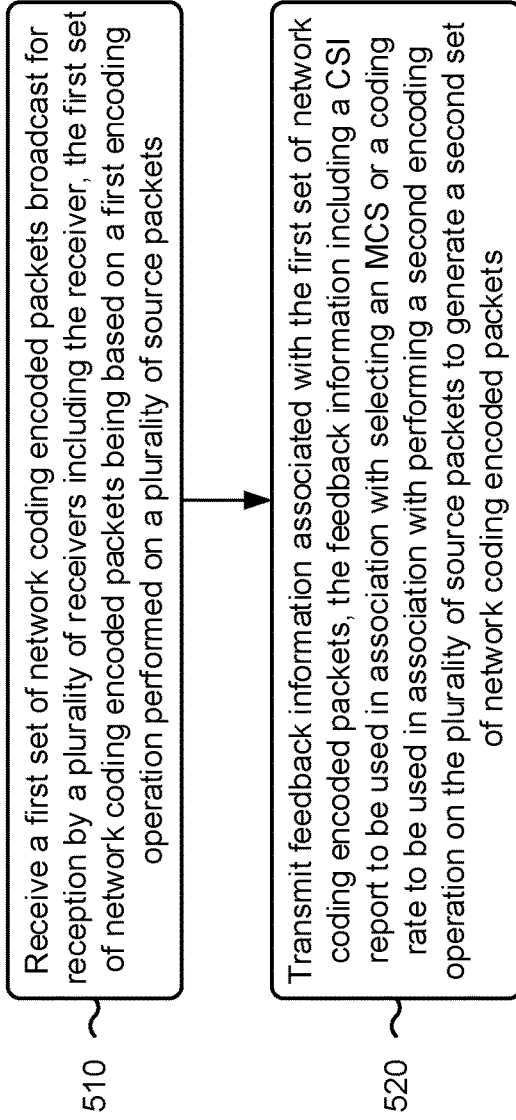 510
Receive a first set of network coding encoded packets broadcast for
reception by a plurality of receivers including the receiver, the first set
of network coding encoded packets being based on a first encoding
operation performed on a plurality of source packets
520
Transmit feedback information associated with the first set of network
coding encoded packets, the feedback information including a CSI
report to be used in association with selecting an MCS or a coding
rate to be used in association with performing a second encoding
operation on the plurality of source packets to generate a second set
of network coding encoded packets